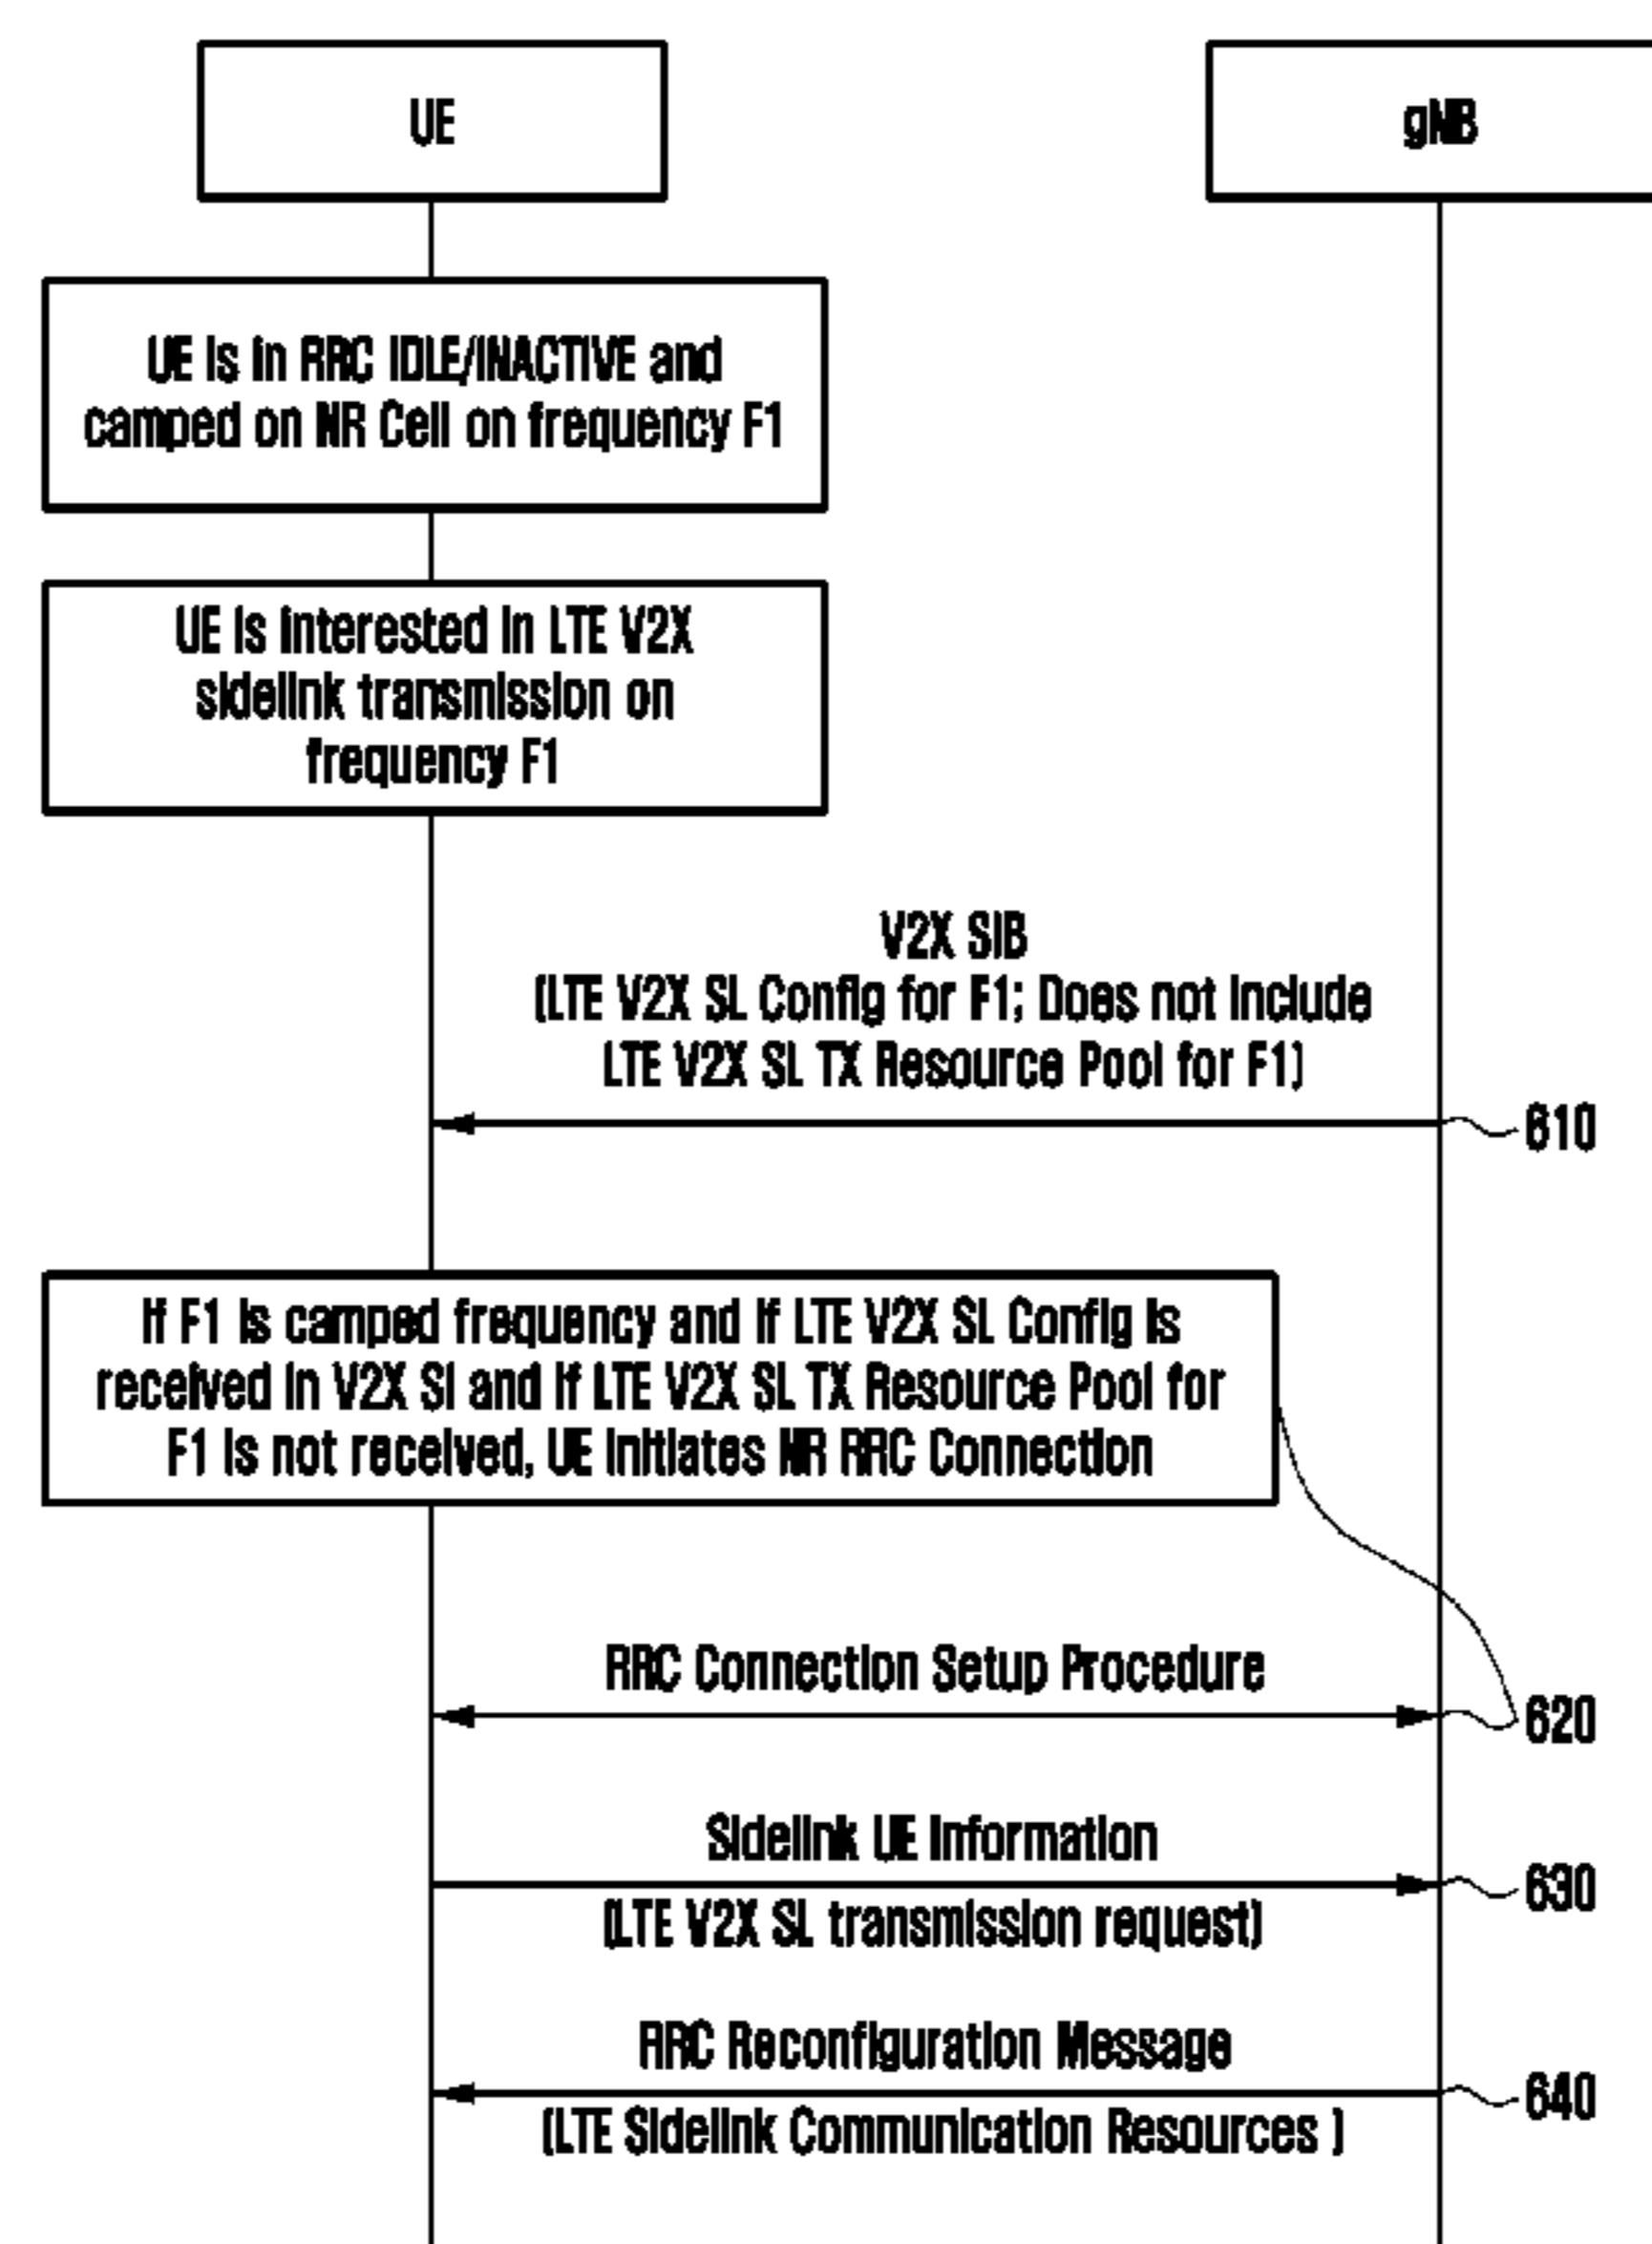 UE
gNB
UE is in RRC IDLE/INACTIVE and
camped on NR Cell on frequency F1
UE is interested in LTE V2X
sidelink transmission on
frequency F1
V2X SIB
(LTE V2X SL Config for F1; Does not include
LTE V2X SL TX Resource Pool for F1)
610
If F1 is camped frequency and if LTE V2X SL Config is
received in V2X SI and if LTE V2X SL TX Resource Pool for
F1 is not received, UE initiates NR RRC Connection
RRC Connection Setup Procedure
620
Sidelink UE Information
630
(LTE V2X SL transmission request)
RRC Reconfiguration Message
640
(LTE Sidelink Communication Resources )